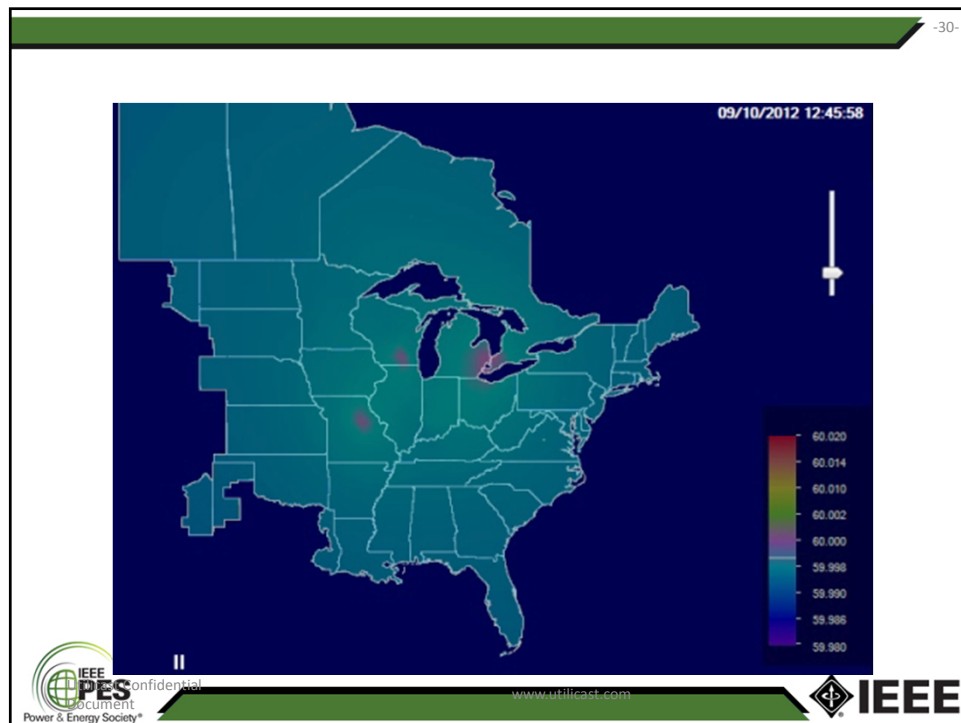 -30-
09/10/2012 12:45:58
60.020
60.014
60.010
60.002
60.000
59.998
59.990
59.986
59.980
IEEE
PES
Power & Energy Society®
Utilicast Confidential
Document
www.utilicast.com
IEEE